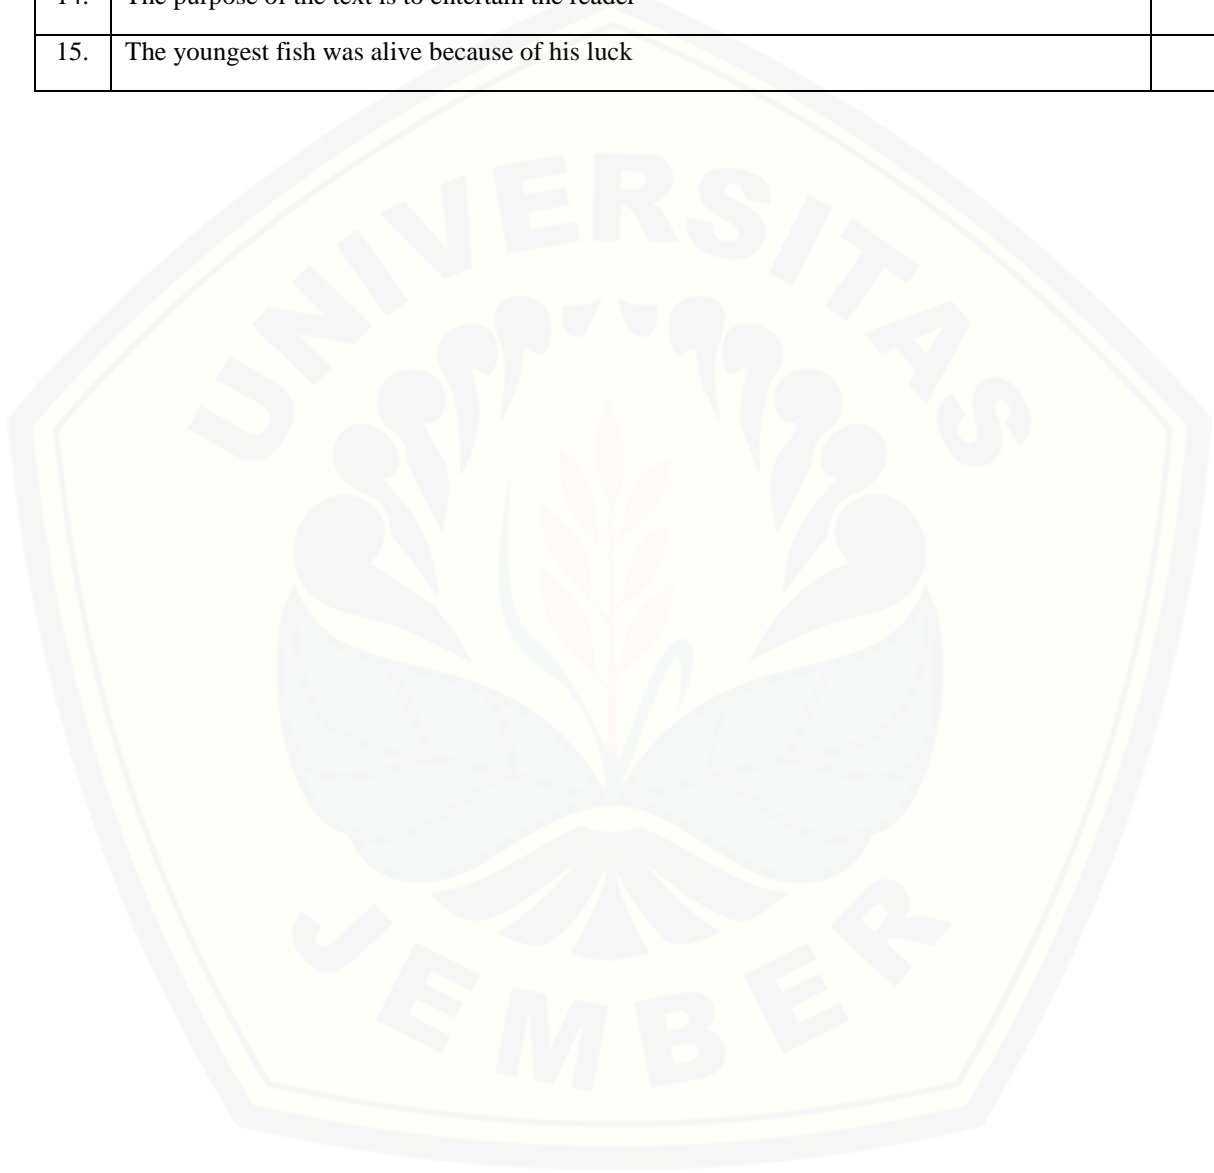 14. The purpose of the text is to entertain the reader
15. The youngest fish was alive because of his luck
UNIVERSITAS
JEMBER